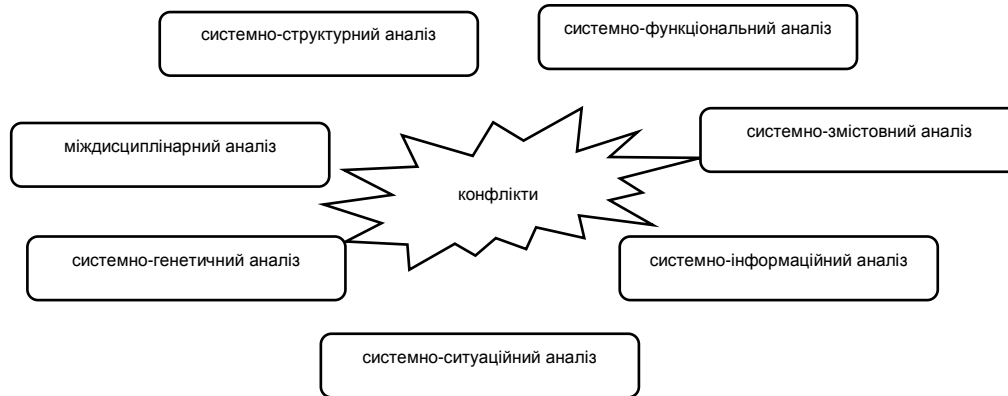 системно-структурний аналіз
системно-функціональний аналіз
міждисциплінарний аналіз
системно-змістовний аналіз
конфлікти
системно-генетичний аналіз
системно-інформаційний аналіз
системно-ситуаційний аналіз